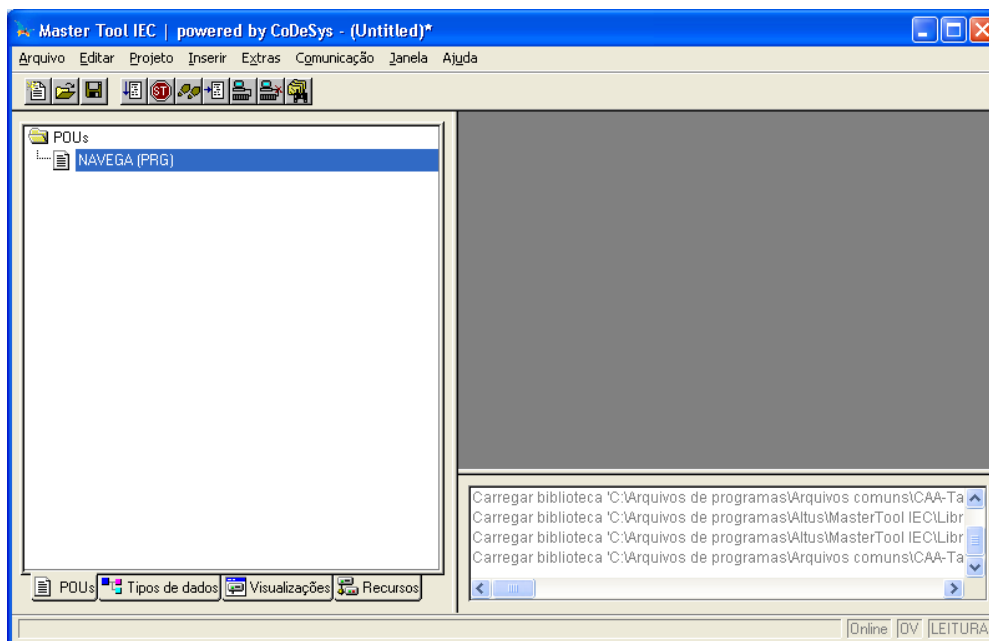 Master Tool IEC | powered by CoDeSys - (Untitled)*
Arquivo Editar Projeto Inserir Extras Comunicação Janela Ajuda
ST
POUs
NAVEGA (PRG)
Carregar biblioteca 'C:\Arquivos de programas\Arquivos comuns\CAA-Ta
Carregar biblioteca 'C:\Arquivos de programas\Altus\MasterTool IEC\Libr
Carregar biblioteca 'C:\Arquivos de programas\Altus\MasterTool IEC\Libr
Carregar biblioteca 'C:\Arquivos de programas\Arquivos comuns\CAA-Ta
POUs Tipos de dados Visualizações Recursos
Online OV LEITURA